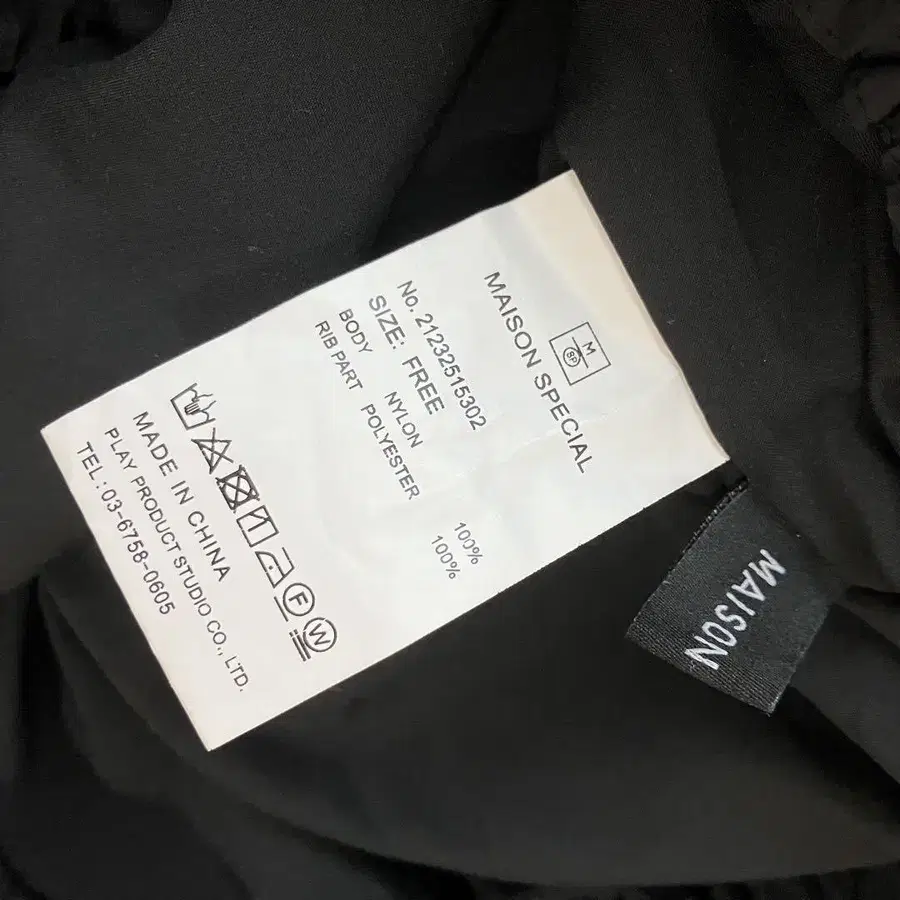 M
SP
MAISON SPECIAL
No. 21232515302
SIZE: FREE
BODY NYLON 100%
RIB PART POLYESTER 100%
F
W
MADE IN CHINA
PLAY PRODUCT STUDIO CO., LTD.
TEL:03-6758-0605
MAISON